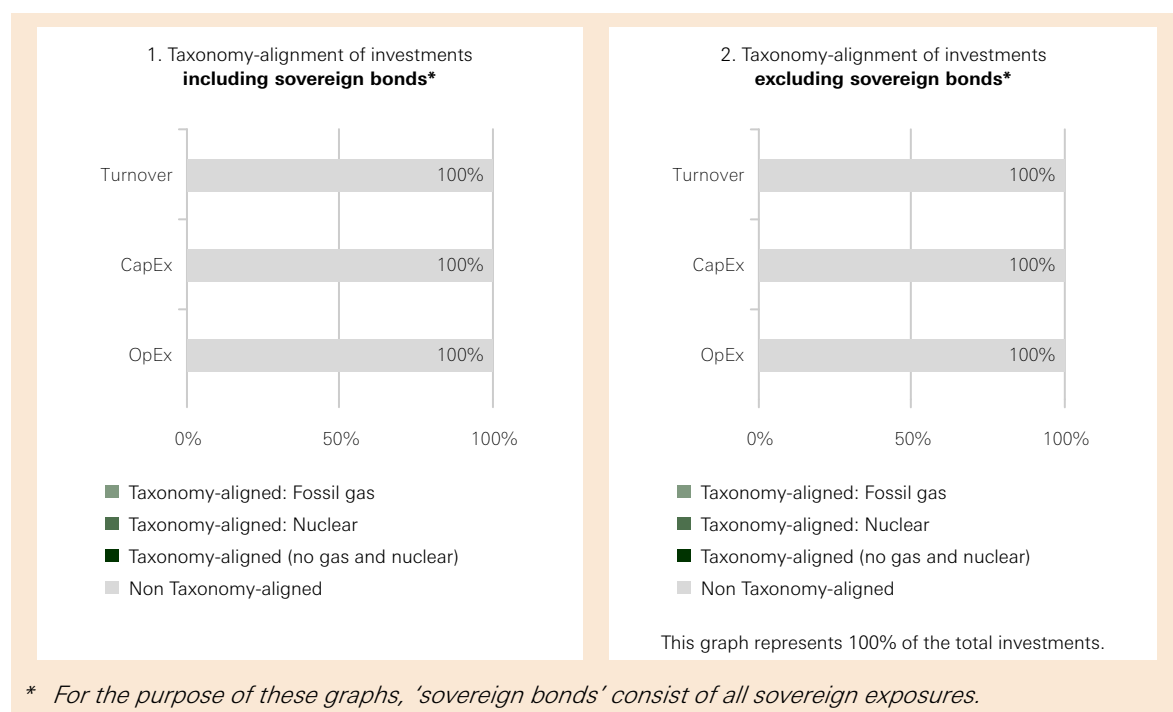 1. Taxonomy-alignment of investments
including sovereign bonds*
Turnover
100%
CapEx
100%
OpEx
100%
0%
50%
100%
Taxonomy-aligned: Fossil gas
Taxonomy-aligned: Nuclear
Taxonomy-aligned (no gas and nuclear)
Non Taxonomy-aligned
2. Taxonomy-alignment of investments
excluding sovereign bonds*
Turnover
100%
CapEx
100%
OpEx
100%
0%
50%
100%
Taxonomy-aligned: Fossil gas
Taxonomy-aligned: Nuclear
Taxonomy-aligned (no gas and nuclear)
Non Taxonomy-aligned
This graph represents 100% of the total investments.
* For the purpose of these graphs, ‘sovereign bonds’ consist of all sovereign exposures.